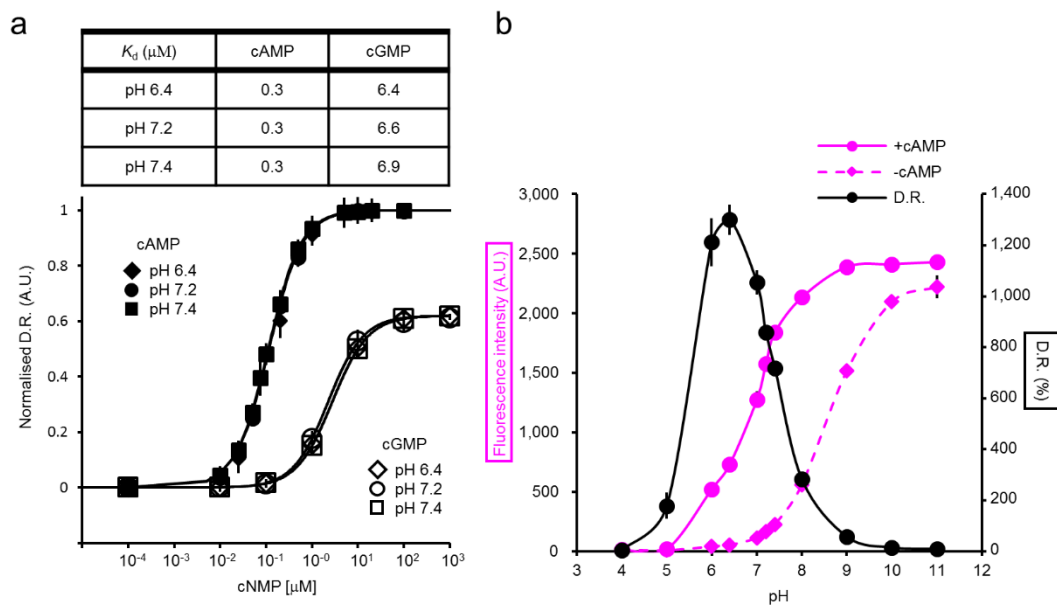 a
K_d (μM) cAMP cGMP
pH 6.4 0.3 6.4
pH 7.2 0.3 6.6
pH 7.4 0.3 6.9
Normalised D.R. (A.U.)
1
0.8
0.6
0.4
0.2
0
cAMP
pH 6.4
pH 7.2
pH 7.4
cGMP
pH 6.4
pH 7.2
pH 7.4
10⁻⁴ 10⁻² 10⁻¹ 10⁻⁰ 10¹ 10² 10³
cNMP [μM]
b
+cAMP
-cAMP
D.R.
Fluorescence intensity (A.U.)
3,000
2,500
2,000
1,500
1,000
500
0
1,400
1,200
1,000
800
600
400
200
0
D.R. (%)
3 4 5 6 7 8 9 10 11 12
pH